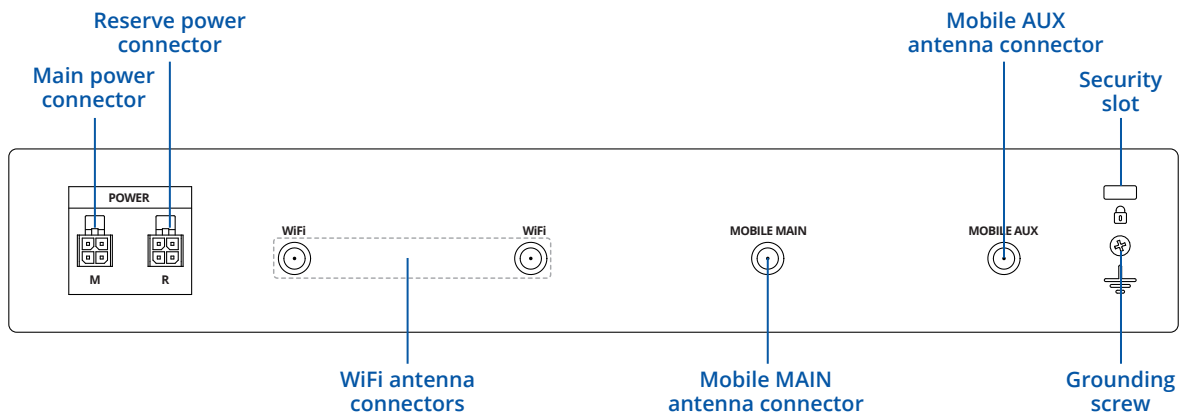 Reserve power
connector
Main power
connector
Mobile AUX
antenna connector
Security
slot
POWER
M
R
WiFi
WiFi
MOBILE MAIN
MOBILE AUX
WiFi antenna
connectors
Mobile MAIN
antenna connector
Grounding
screw